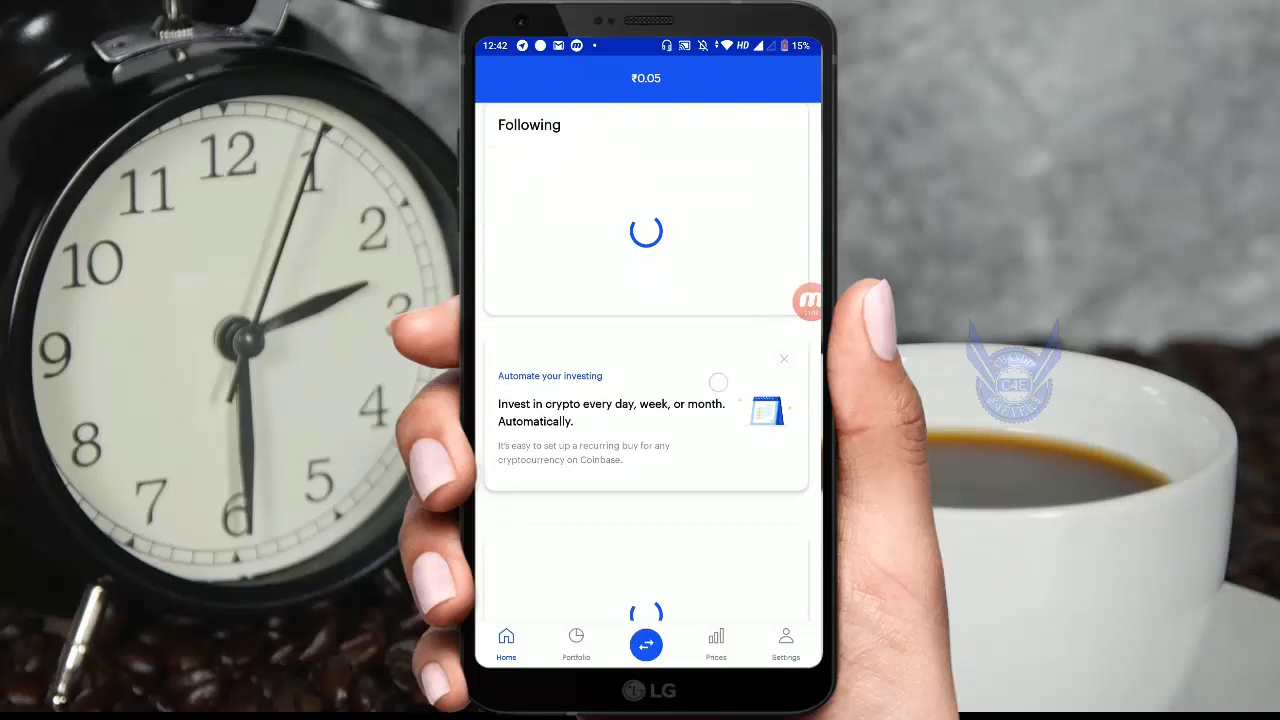 12:42
HD
15%
₹0.05
Following
Automate your investing
Invest in crypto every day, week, or month.
Automatically.
It's easy to set up a recurring buy for any
cryptocurrency on Coinbase.
Home
Portfolio
Prices
Settings
LG
12
1
2
3
4
5
6
7
8
9
10
11
C4E